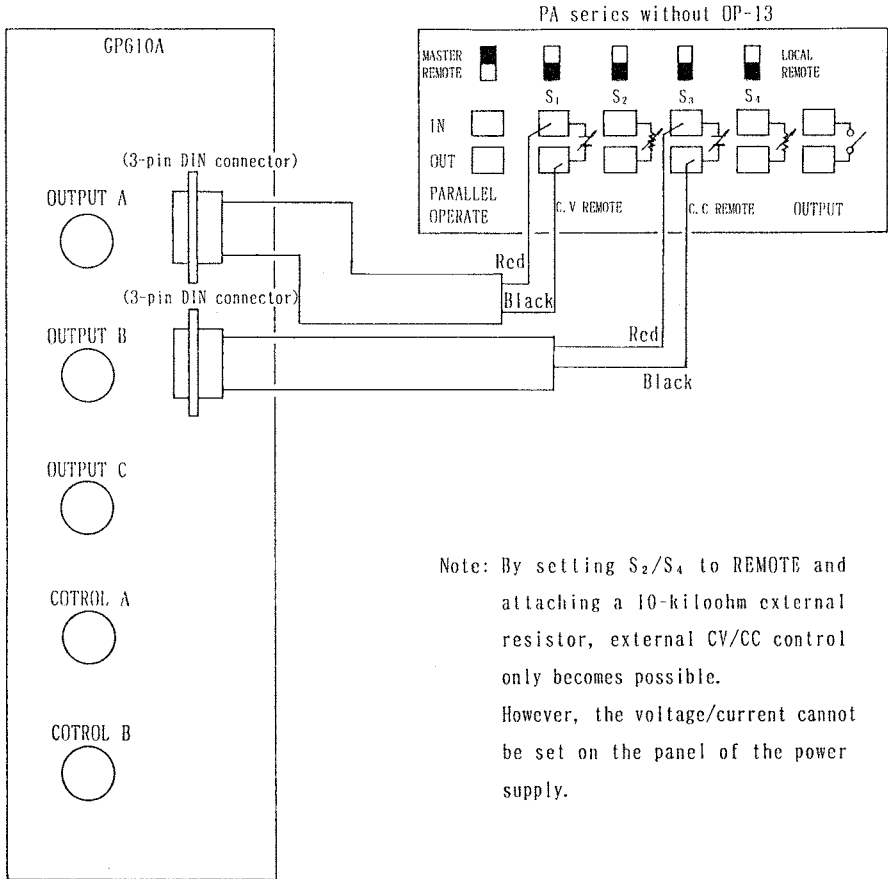 PA series without OP-13
GP610A
MASTER
REMOTE
LOCAL
REMOTE
S₁ S₂ S₃ S₄
IN
OUT
PARALLEL
OPERATE
C.V REMOTE
C.C REMOTE
OUTPUT
(3-pin DIN connector)
OUTPUT A
Red
Black
(3-pin DIN connector)
OUTPUT B
Red
Black
OUTPUT C
COTROL A
COTROL B
Note: By setting S₂/S₄ to REMOTE and
attaching a 10-kiloohm external
resistor, external CV/CC control
only becomes possible.
However, the voltage/current cannot
be set on the panel of the power
supply.